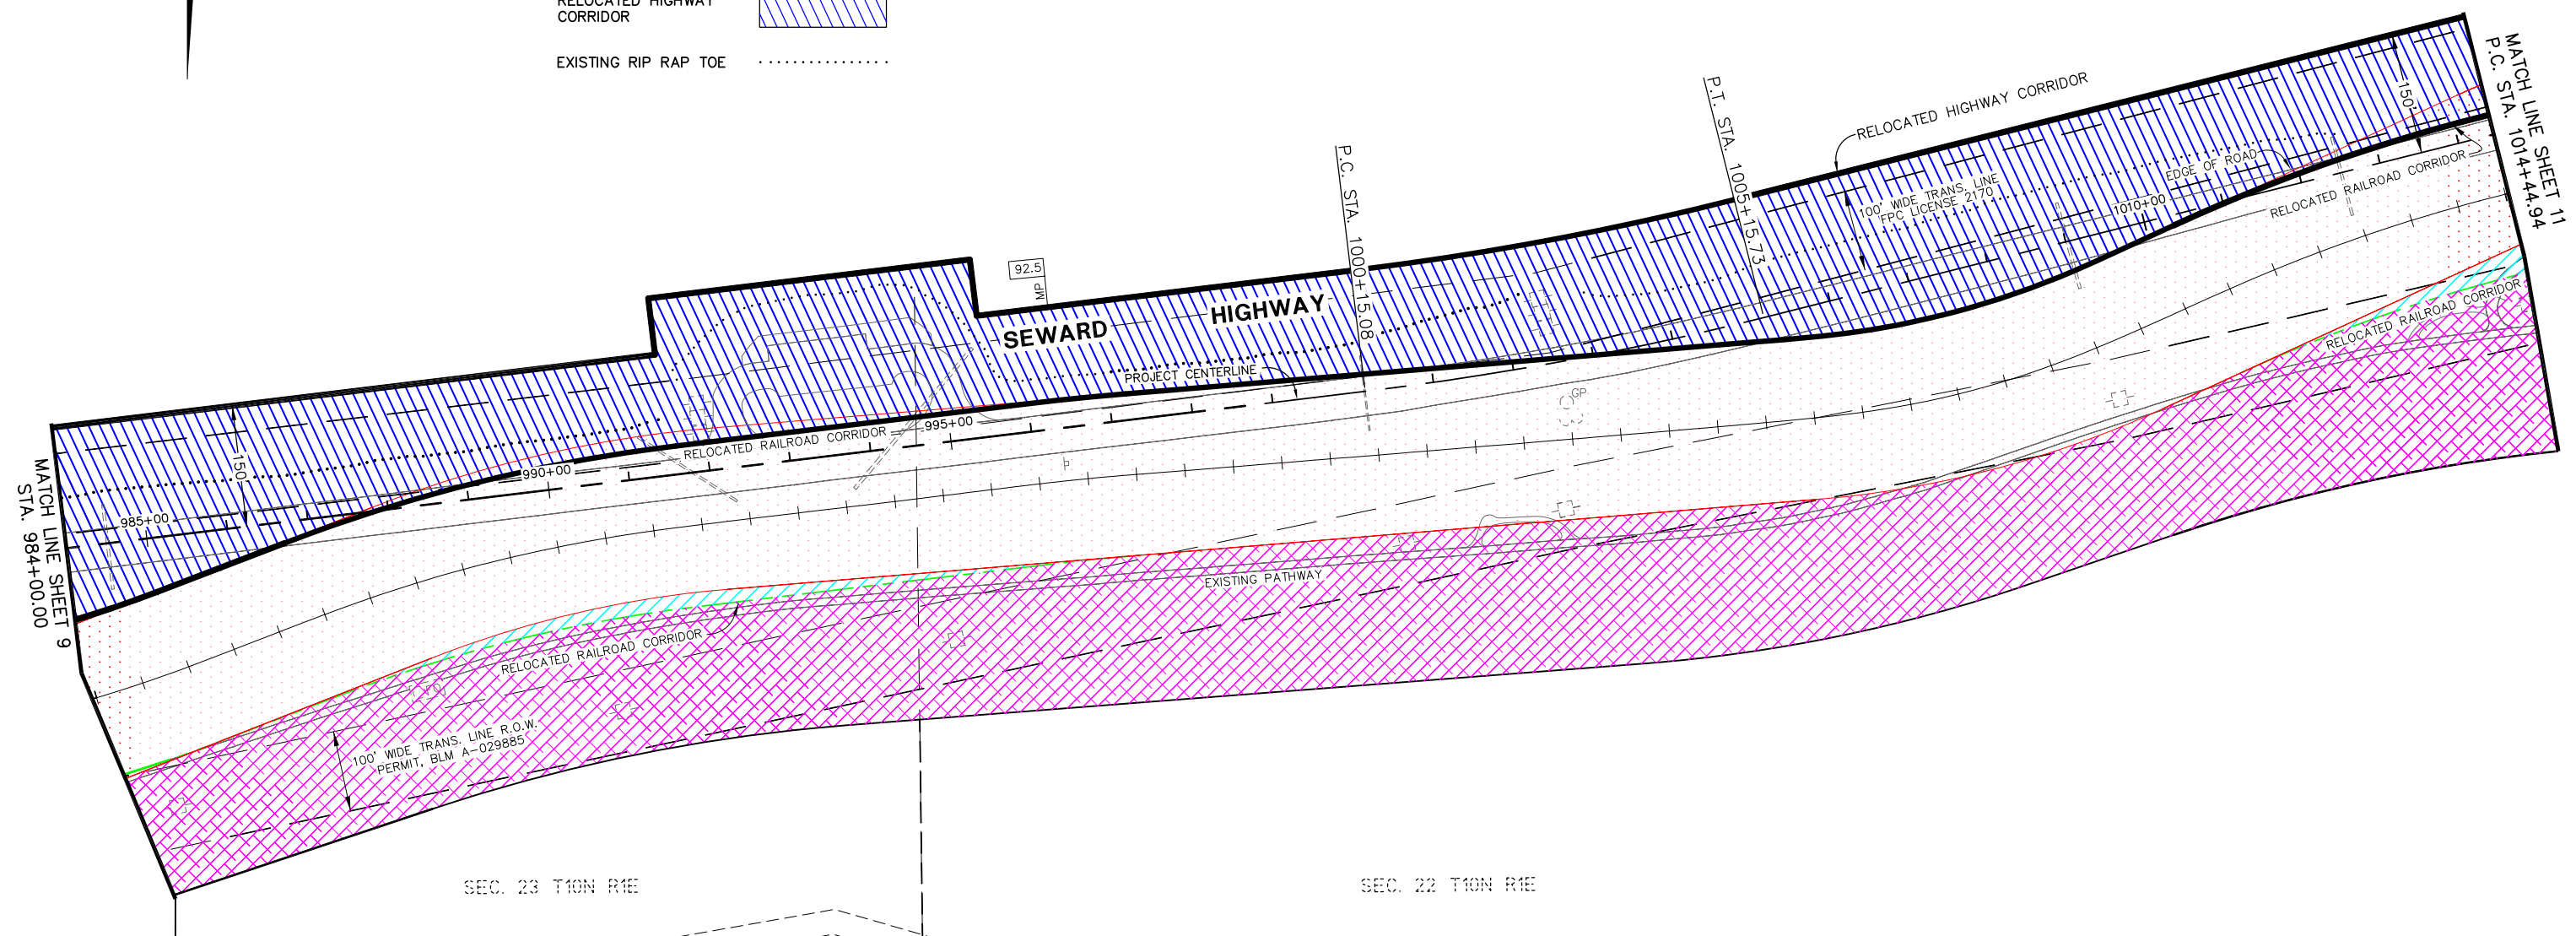 RELOCATED HIGHWAY
CORRIDOR
EXISTING RIP RAP TOE
MATCH LINE SHEET 11
P.C. STA. 1014+44.94
150'
RELOCATED HIGHWAY CORRIDOR
P.T. STA. 1005+15.73
P.C. STA. 1000+15.08
100' WIDE TRANS. LINE
FPC LICENSE 2170
EDGE OF ROAD
1010+00
RELOCATED RAILROAD CORRIDOR
92.5
MP
SEWARD HIGHWAY
PROJECT CENTERLINE
RELOCATED RAILROAD CORRIDOR
GP
995+00
RELOCATED RAILROAD CORRIDOR
990+00
P
150'
985+00
MATCH LINE SHEET 9
STA. 984+00.00
EXISTING PATHWAY
RELOCATED RAILROAD CORRIDOR
100' WIDE TRANS. LINE R.O.W.
PERMIT, BLM A-029885
SEC. 23 T10N R1E
SEC. 22 T10N R1E